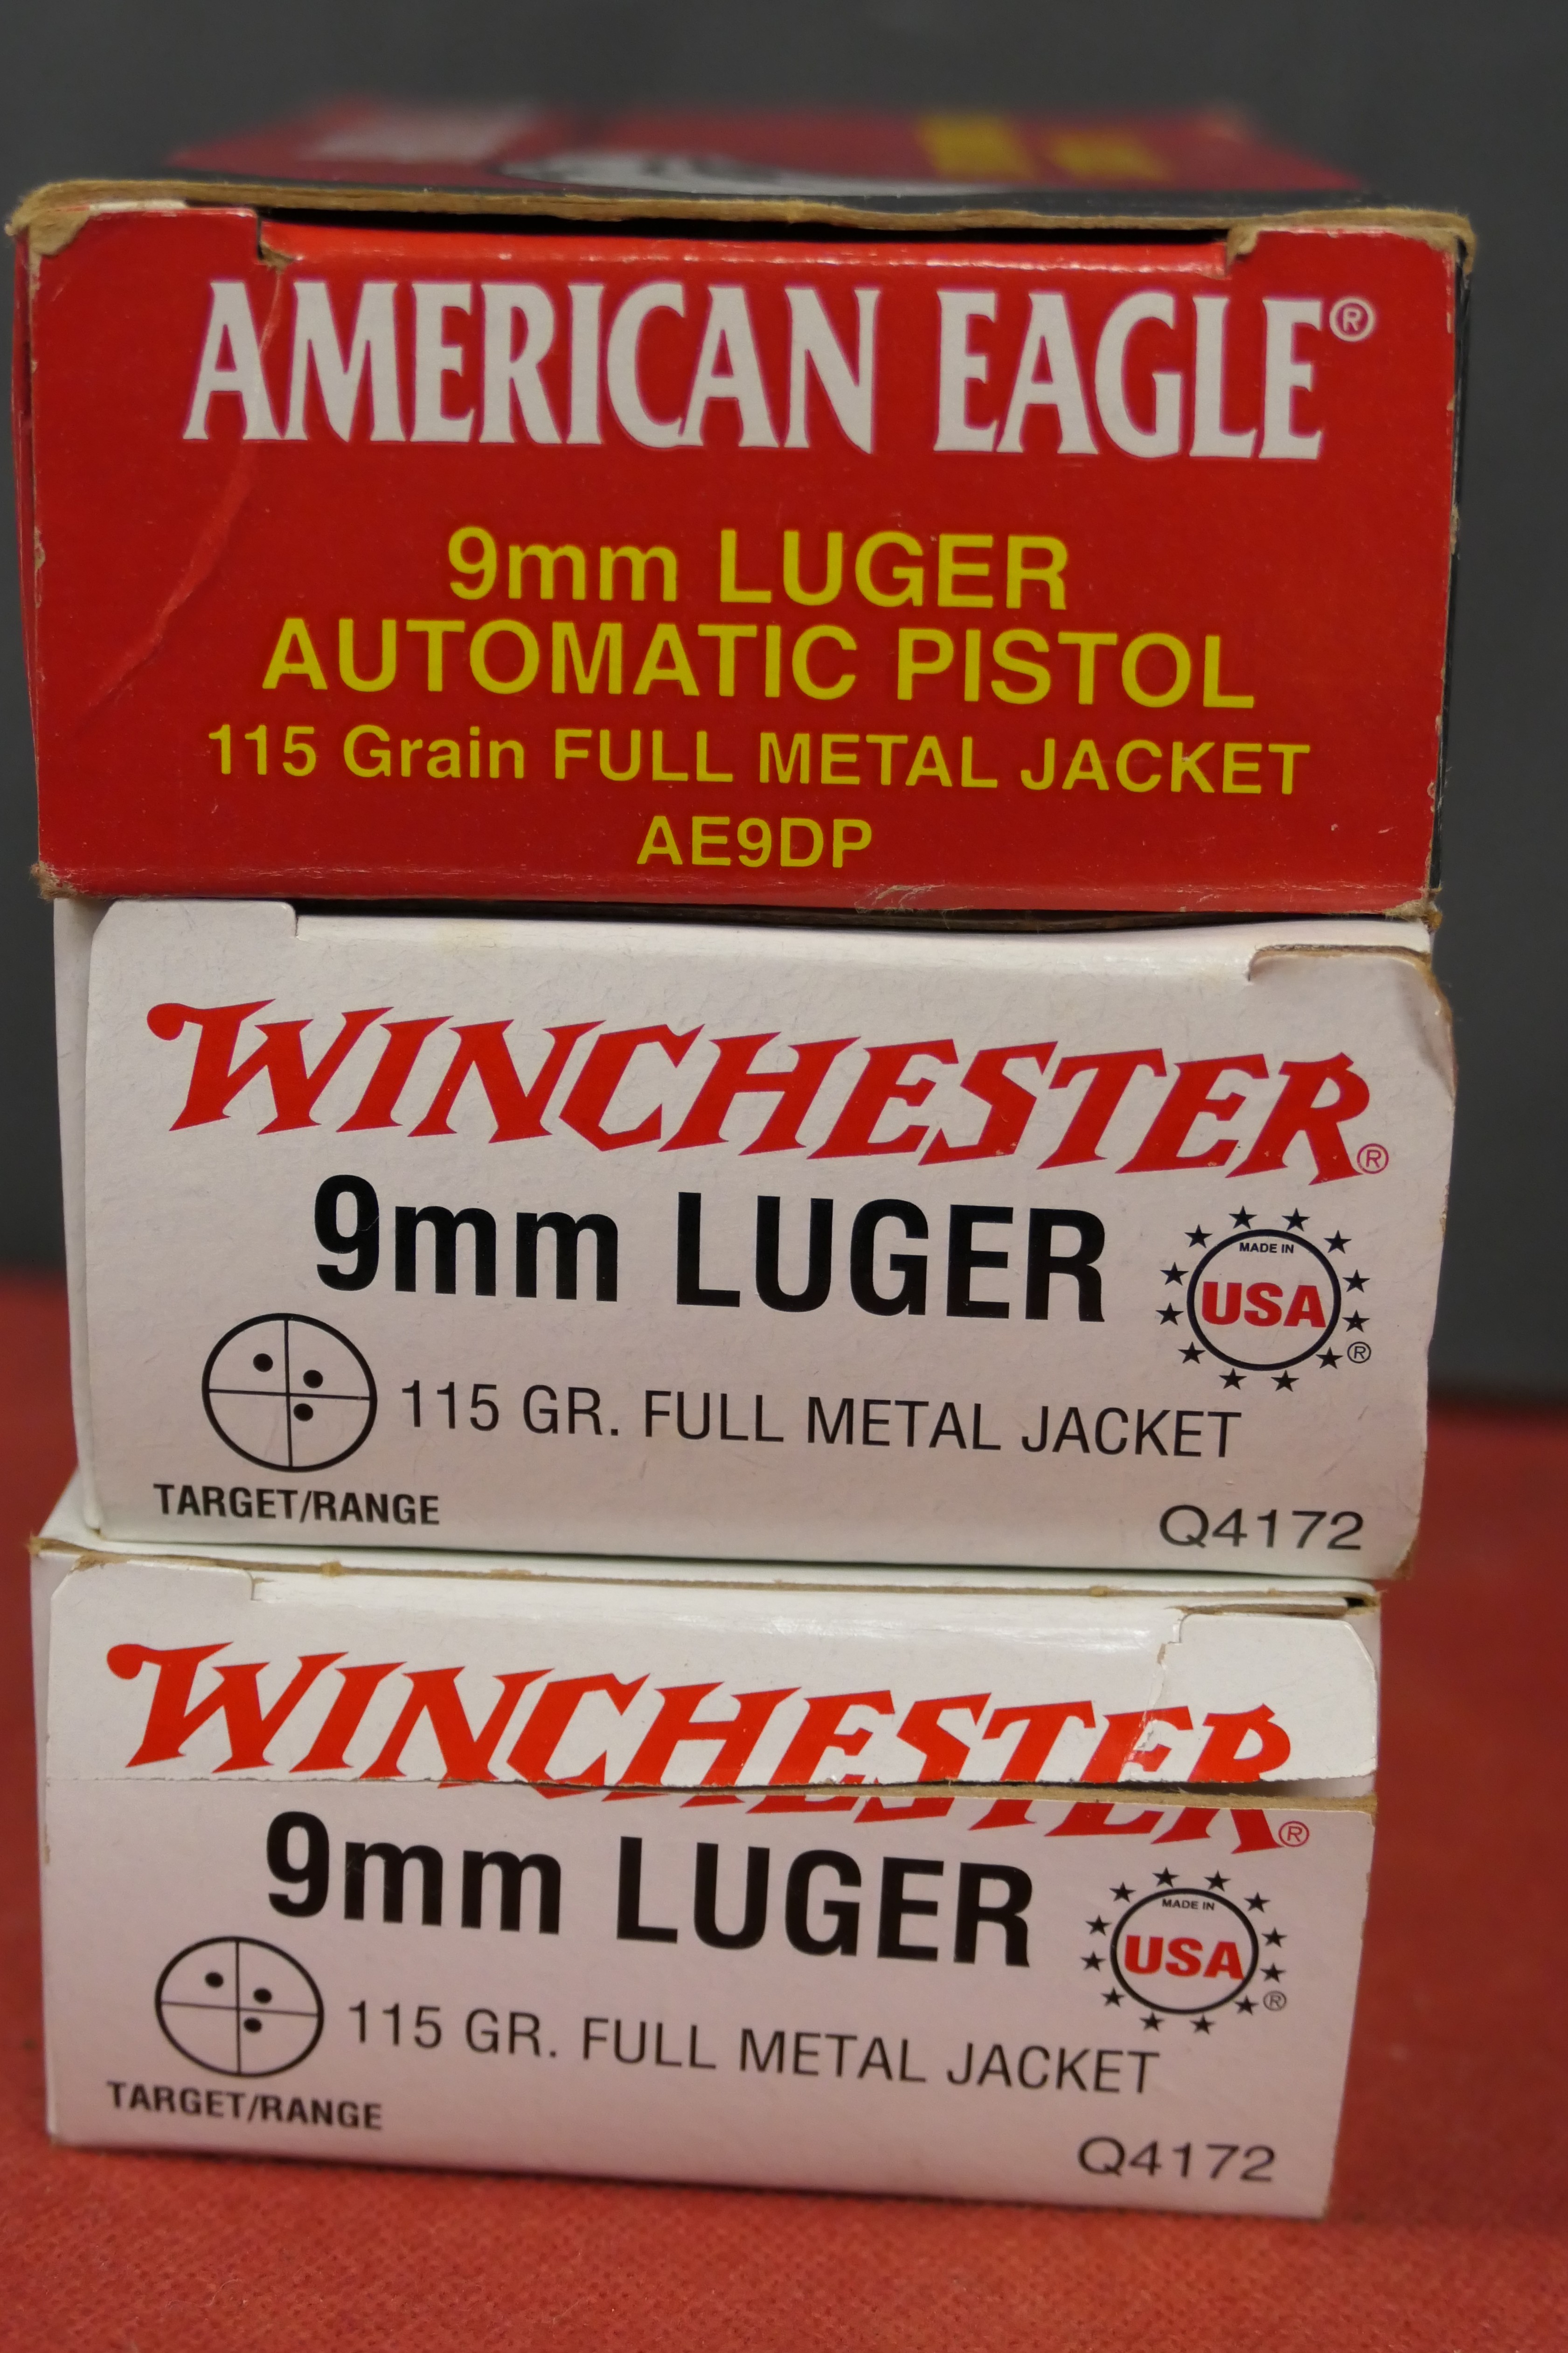 AMERICAN EAGLE®
9mm LUGER
AUTOMATIC PISTOL
115 Grain FULL METAL JACKET
AE9DP
WINCHESTER®
9mm LUGER
MADE IN
USA®
115 GR. FULL METAL JACKET
TARGET/RANGE
Q4172
WINCHESTER®
9mm LUGER
MADE IN
USA®
115 GR. FULL METAL JACKET
TARGET/RANGE
Q4172